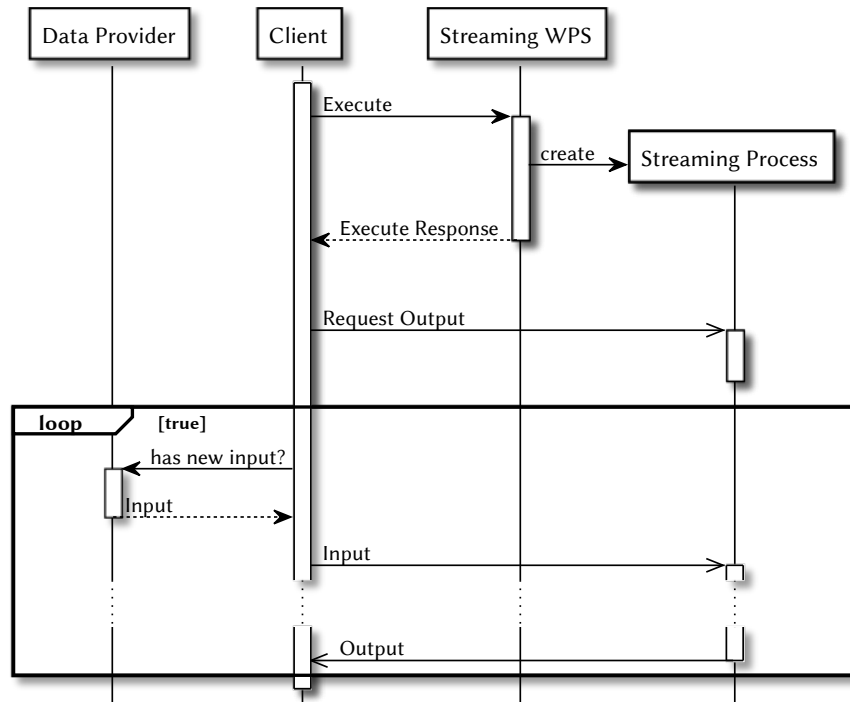 Data Provider
Client
Streaming WPS
Execute
create
Streaming Process
Execute Response
Request Output
loop
[true]
has new input?
Input
Input
Output